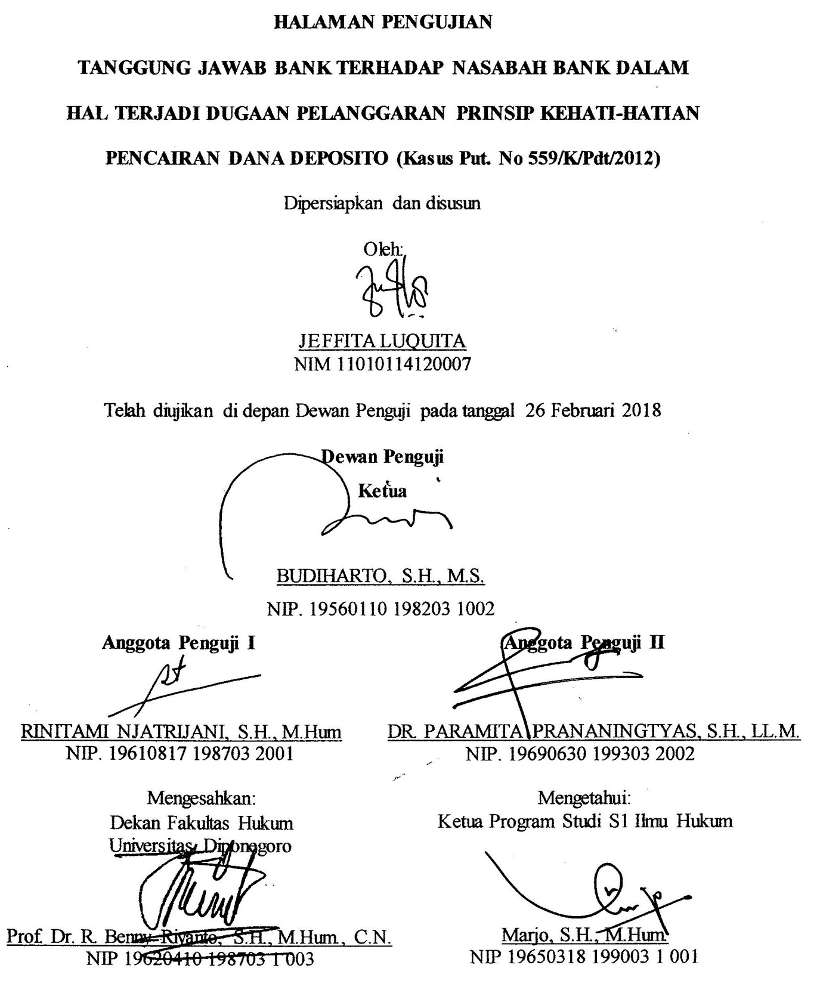 HALAMAN PENGUJIAN
TANGGUNG JAWAB BANK TERHADAP NASABAH BANK DALAM
HAL TERJADI DUGAAN PELANGGARAN PRINSIP KEHATI-HATIAN
PENCAIRAN DANA DEPOSITO (Kasus Put. No 559/K/Pdt/2012)
Dipersiapkan dan disusun
Oleh:
JEFFITA LUQUITA
NIM 11010114120007
Telah diujikan di depan Dewan Penguji pada tanggal 26 Februari 2018
Dewan Penguji
Ketua
BUDIHARTO, S.H., M.S.
NIP. 19560110 198203 1002
Anggota Penguji I
RINITAMI NJATRIJANI, S.H., M.Hum
NIP. 19610817 198703 2001
Anggota Penguji II
DR. PARAMITA PRANANINGTYAS, S.H., LL.M.
NIP. 19690630 199303 2002
Mengesahkan:
Dekan Fakultas Hukum
Universitas Diponegoro
Prof. Dr. R. Benny Riyanto, S.H., M.Hum., C.N.
NIP 19620410 198703 1 003
Mengetahui:
Ketua Program Studi S1 Ilmu Hukum
Marjo, S.H., M.Hum.
NIP 19650318 199003 1 001